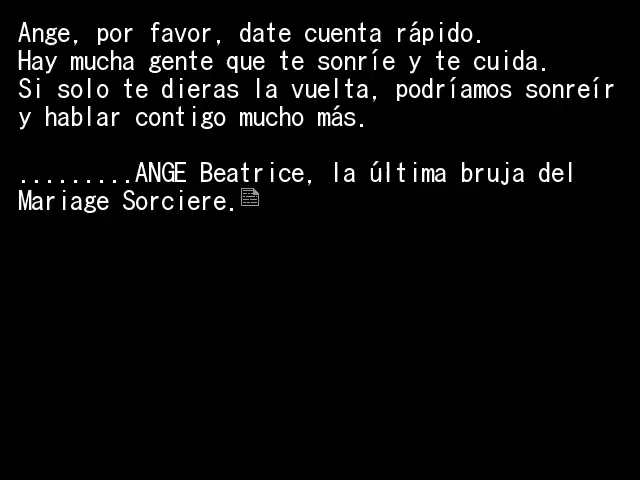 Ange, por favor, date cuenta rápido.
Hay mucha gente que te sonríe y te cuida.
Si solo te dieras la vuelta, podríamos sonreír
y hablar contigo mucho más.
.........ANGE Beatrice, la última bruja del
Mariage Sorciere.